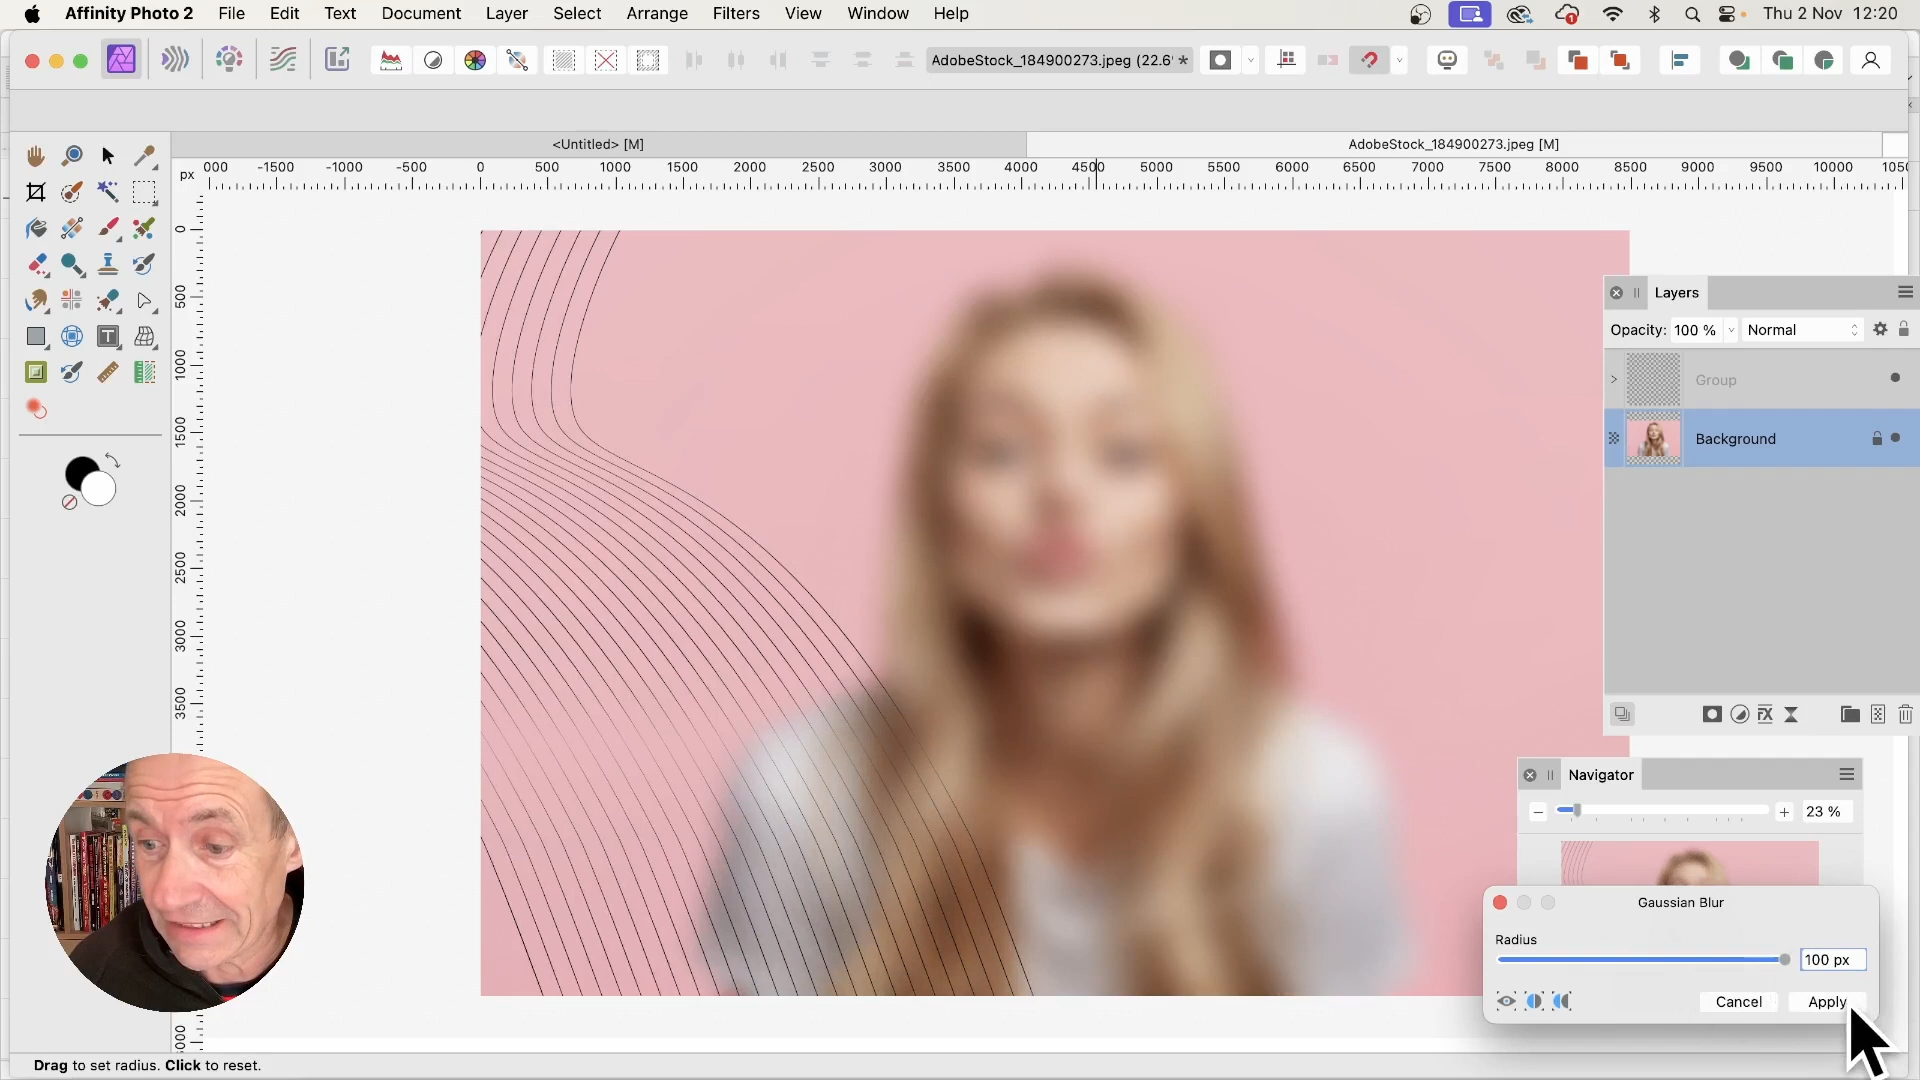 Affinity Photo 2 File Edit Text Document Layer Select Arrange Filters View Window Help Thu 2 Nov 12:20
AdobeStock_184900273.jpeg (22.6' *
<Untitled> [M] AdobeStock_184900273.jpeg [M]
px 000 -1500 -1000 -500 0 500 1000 1500 2000 2500 3000 3500 4000 4500 5000 5500 6000 6500 7000 7500 8000 8500 9000 9500 10000 1050
0
500
1000
1500
2000
2500
3000
3500
5000
Layers
Opacity: 100 % Normal
Group
Background
Navigator
23 %
Gaussian Blur
Radius
100 px
Cancel Apply
Drag to set radius. Click to reset.